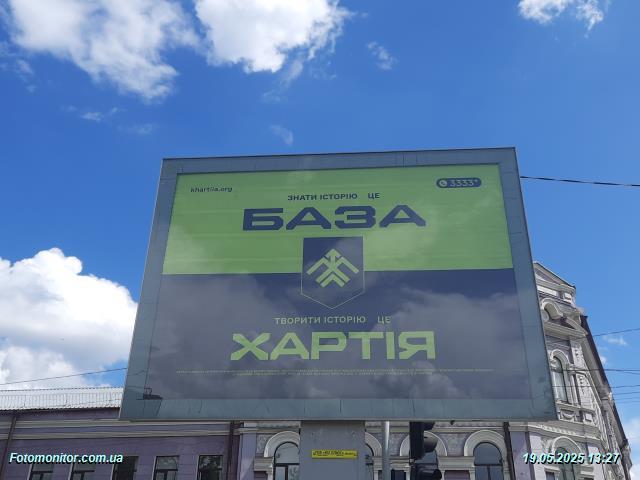 khartiia.org
3333*
ЗНАТИ ІСТОРІЮ ЦЕ
БАЗА
ТВОРИТИ ІСТОРІЮ ЦЕ
ХАРТІЯ
Fotomonitor.com.ua
19.05.2025 13:27